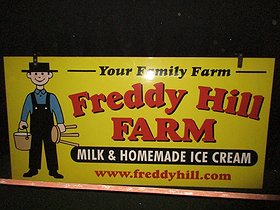 Your Family Farm
Freddy Hill
FARM
MILK & HOMEMADE ICE CREAM
www.freddyhill.com